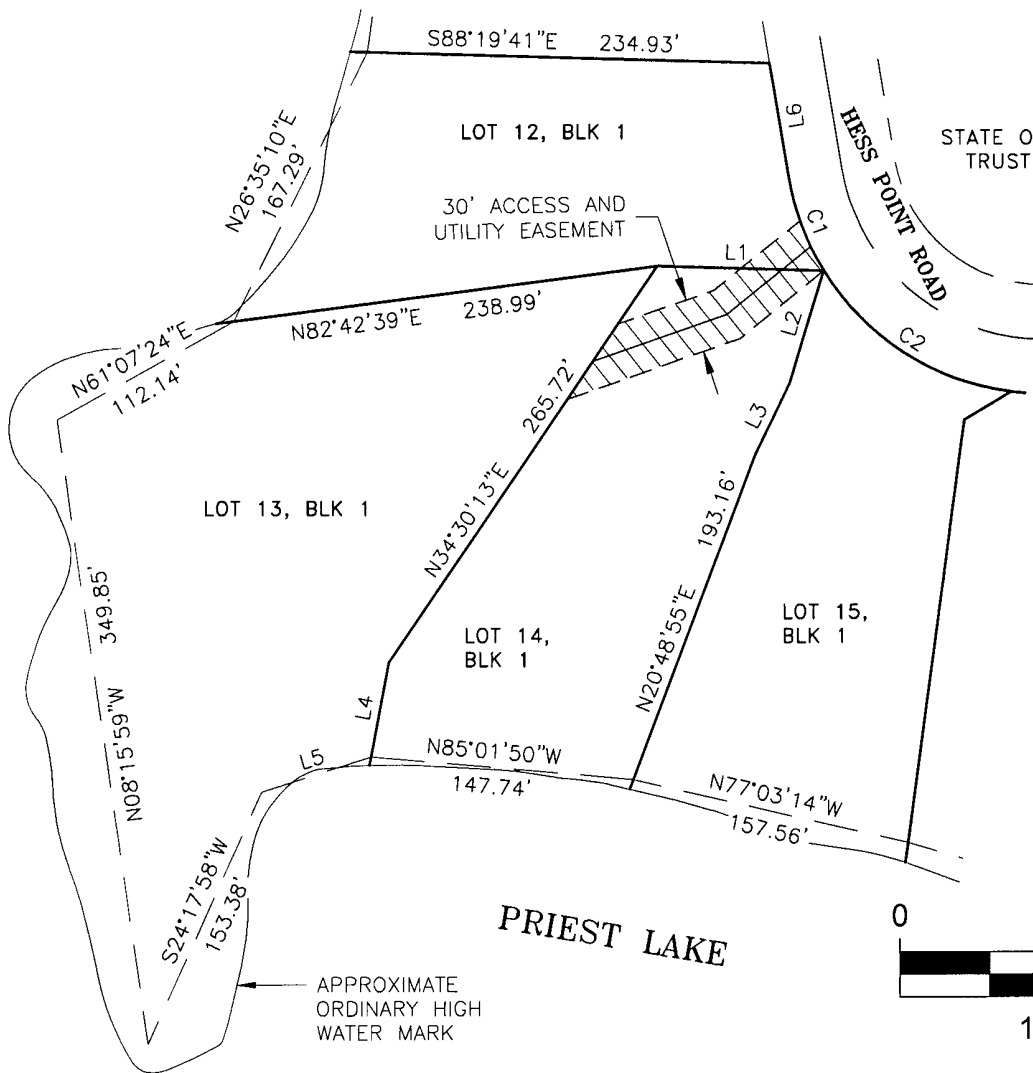 S88°19'41"E 234.93'
LOT 12, BLK 1
L6
HESS POINT ROAD
STATE O
TRUST
N26°35'10"E
167.29'
30' ACCESS AND
UTILITY EASEMENT
C1
L1
N82°42'39"E 238.99'
L2
C2
N61°07'24"E
112.14'
265.72'
N34°30'13"E
L3
LOT 13, BLK 1
193.16'
N20°48'55"E
349.85'
N08°15'59"W
LOT 14,
BLK 1
LOT 15,
BLK 1
L4
L5
N85°01'50"W
147.74'
N77°03'14"W
157.56'
S24°17'58"W
153.38'
PRIEST LAKE
APPROXIMATE
ORDINARY HIGH
WATER MARK
0
1